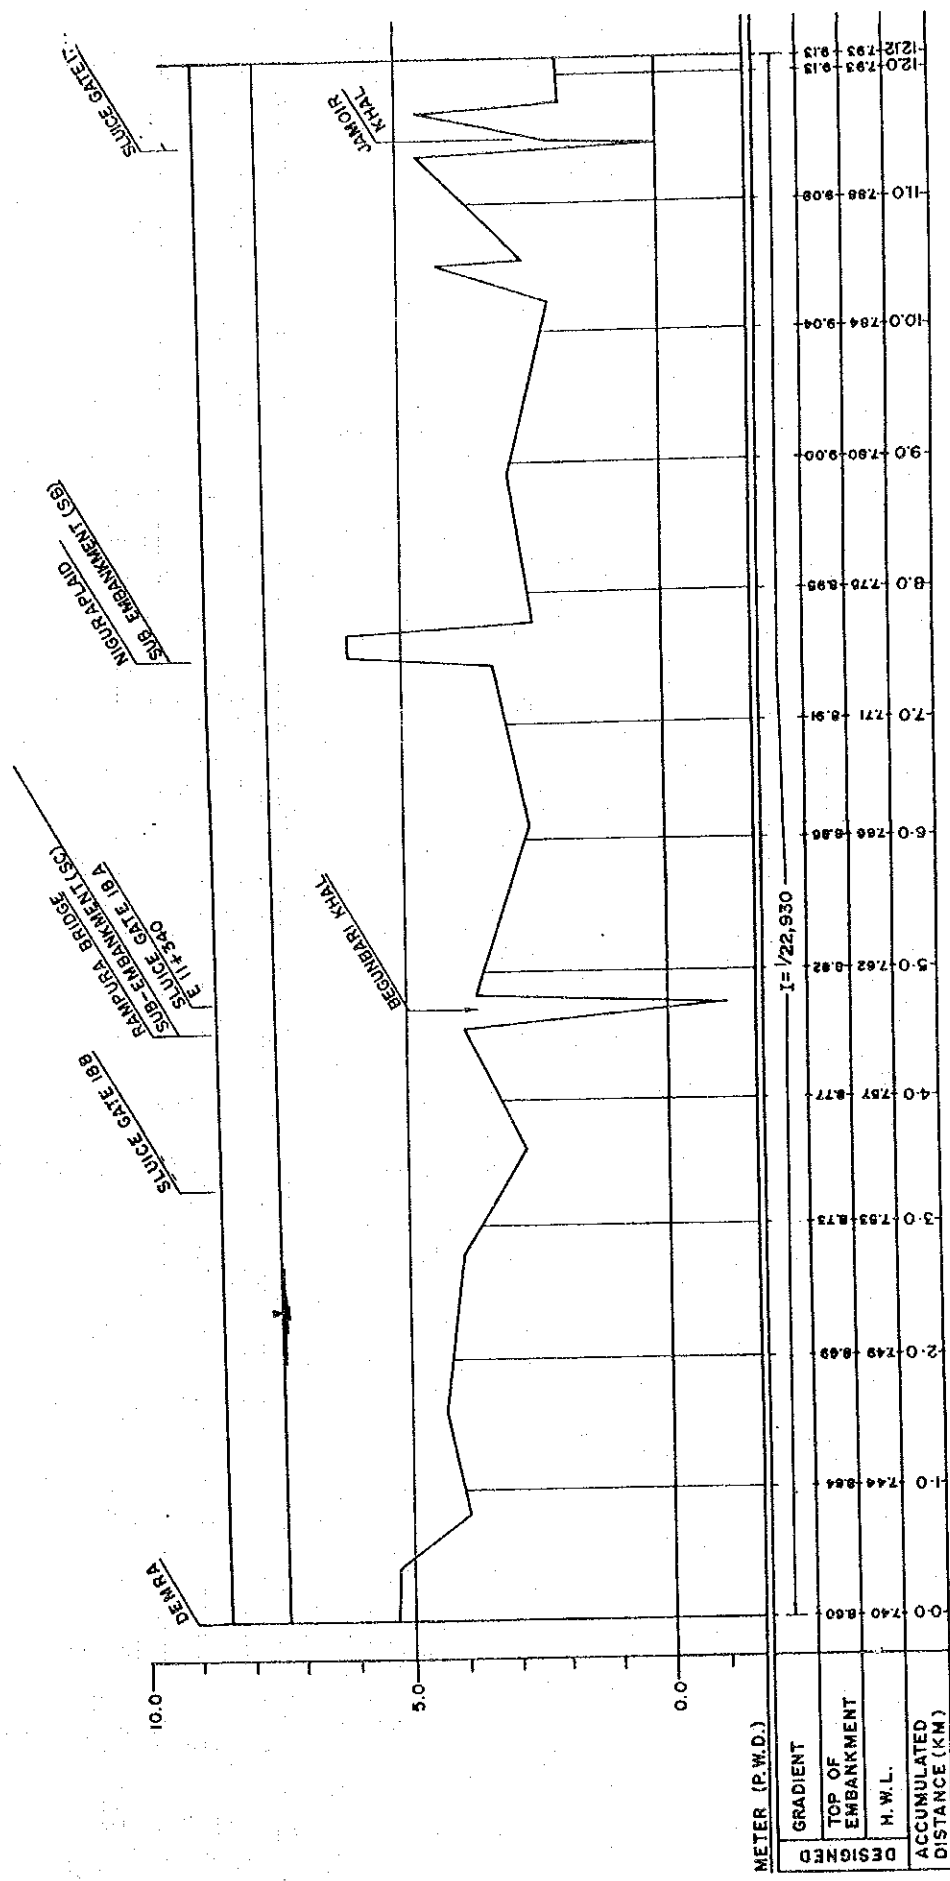 DEMRA
SLUICE GATE 18B
RAMPURA BRIDGE
SUB-EMBANKMENT (SC)
SLUICE GATE 18A
E 11+340
NIGURAPLAID
SUB EMBANKMENT (SB)
SLUICE GATE 17
BEGUNBARI KHAL
JAMOIR
KHAL
10.0
5.0
0.0
METER (P.W.D.)
DESIGNED
GRADIENT
I = 1/22,930
TOP OF
EMBANKMENT
8.60 8.64 8.69 8.73 8.77 8.82 8.86 8.91 8.95 9.00 9.04 9.09 9.13 9.13
H.W.L.
7.40 7.44 7.49 7.53 7.57 7.62 7.66 7.71 7.75 7.80 7.84 7.88 7.93 7.93
ACCUMULATED
DISTANCE (KM)
0.0 1.0 2.0 3.0 4.0 5.0 6.0 7.0 8.0 9.0 10.0 11.0 12.0 12.12